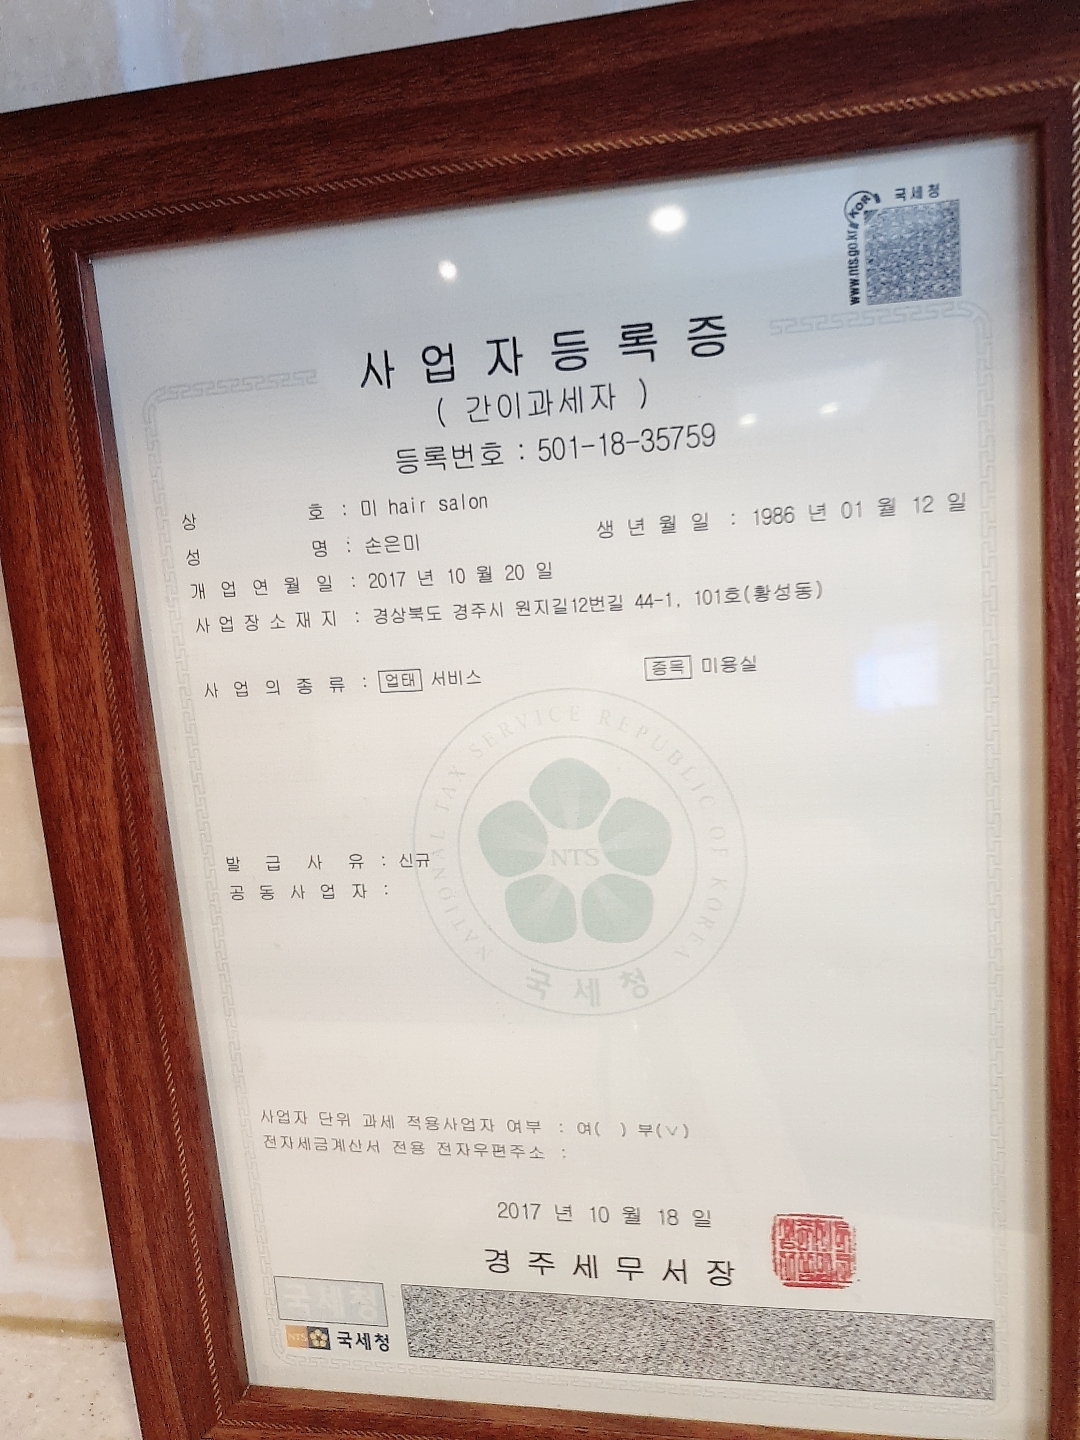 국세청
KOR
www.nts.go.kr
사업자등록증
( 간이과세자 )
등록번호 : 501-18-35759
상 호 : 미 hair salon
성 명 : 손은미 생년월일 : 1986 년 01 월 12 일
개업연월일 : 2017 년 10 월 20 일
사업장소재지 : 경상북도 경주시 원지길12번길 44-1, 101호(황성동)
사업의종류 : 업태 서비스 종목 미용실
NATIONAL TAX SERVICE REPUBLIC OF KOREA
NTS
국세청
발급사유 : 신규
공동사업자 :
사업자 단위 과세 적용사업자 여부 : 여( ) 부(∨)
전자세금계산서 전용 전자우편주소 :
2017 년 10 월 18 일
경주세무서장
국세청
NTS 국세청